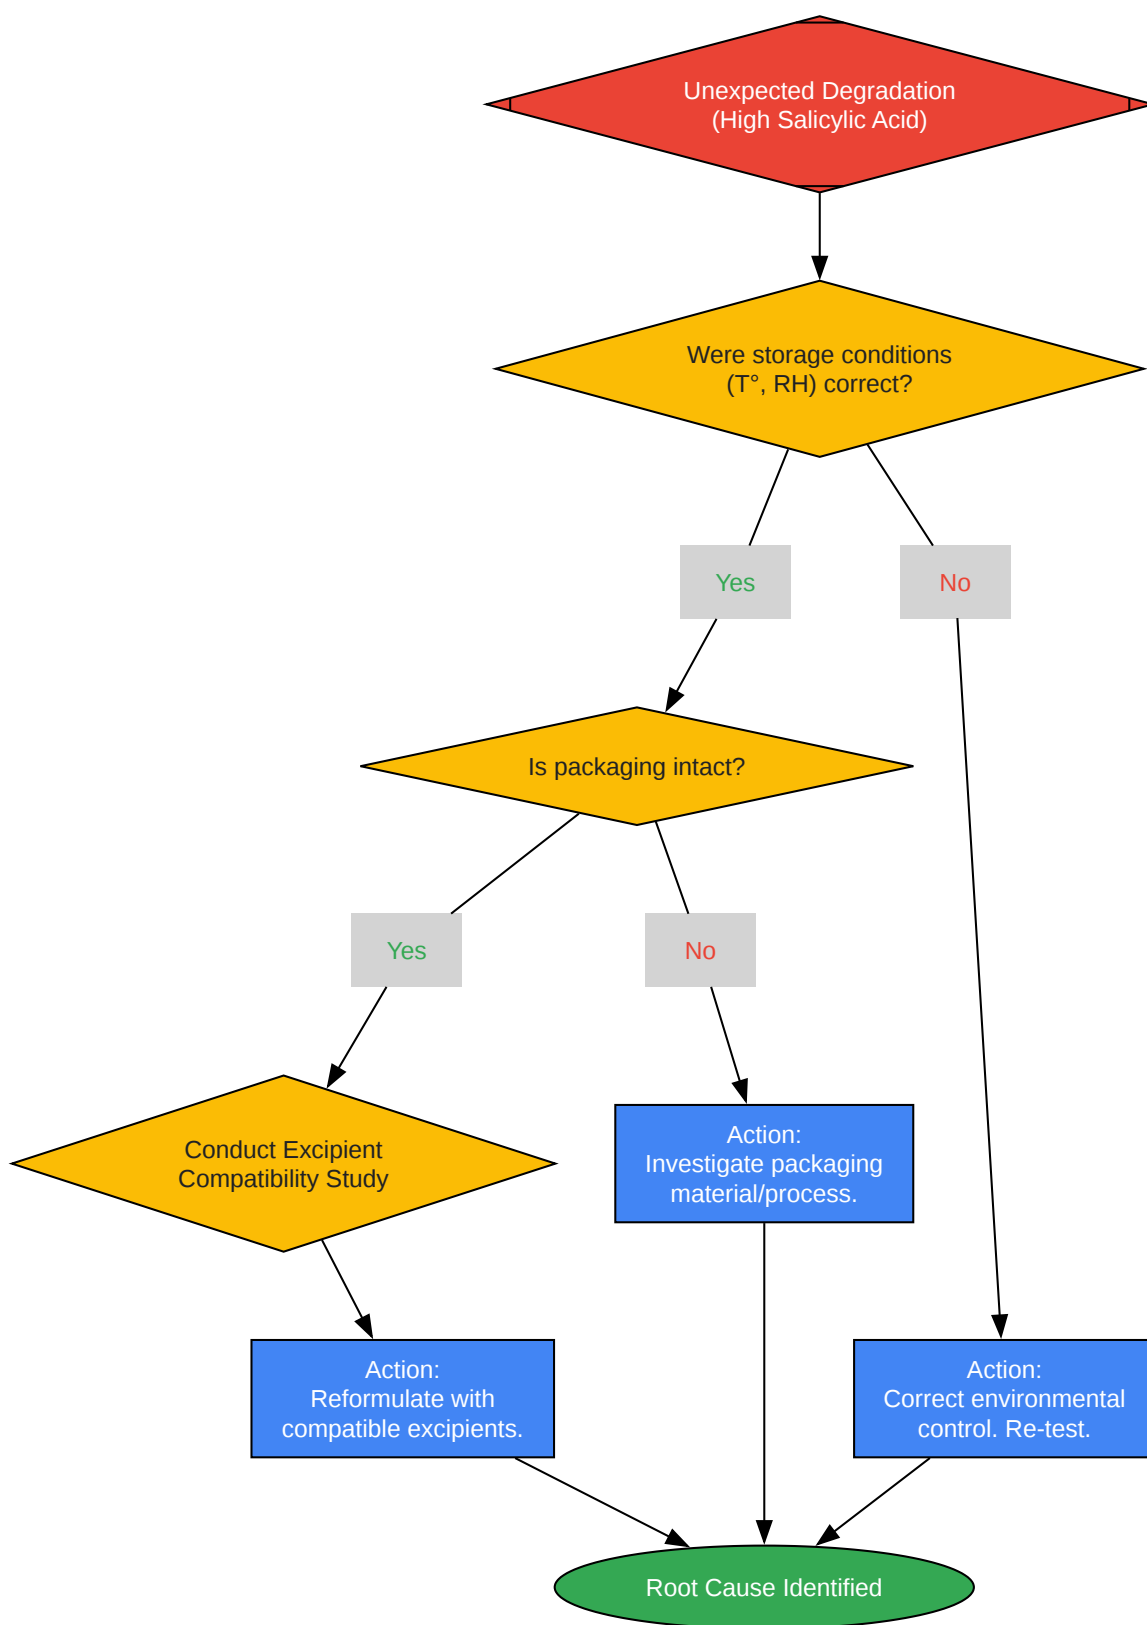 Unexpected Degradation
(High Salicylic Acid)
Were storage conditions
(T°, RH) correct?
Yes
No
Is packaging intact?
Yes
No
Conduct Excipient
Compatibility Study
Action:
Investigate packaging
material/process.
Action:
Reformulate with
compatible excipients.
Action:
Correct environmental
control. Re-test.
Root Cause Identified